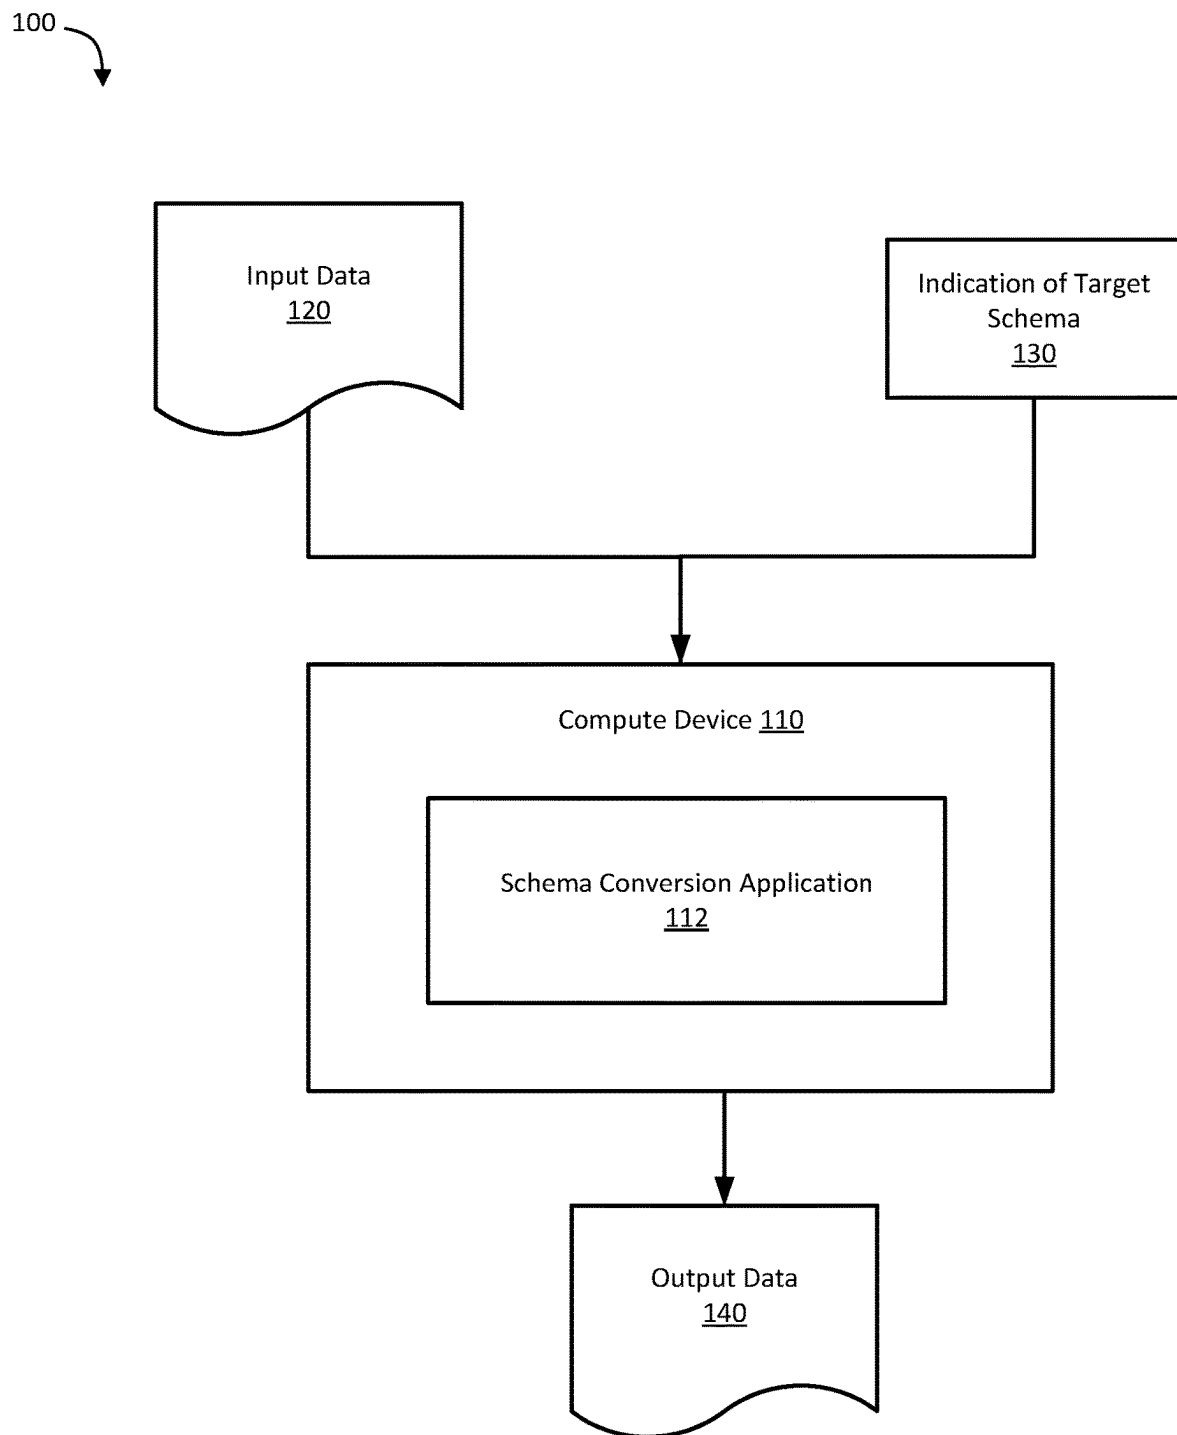 100
Input Data
120
Indication of Target
Schema
130
Compute Device 110
Schema Conversion Application
112
Output Data
140